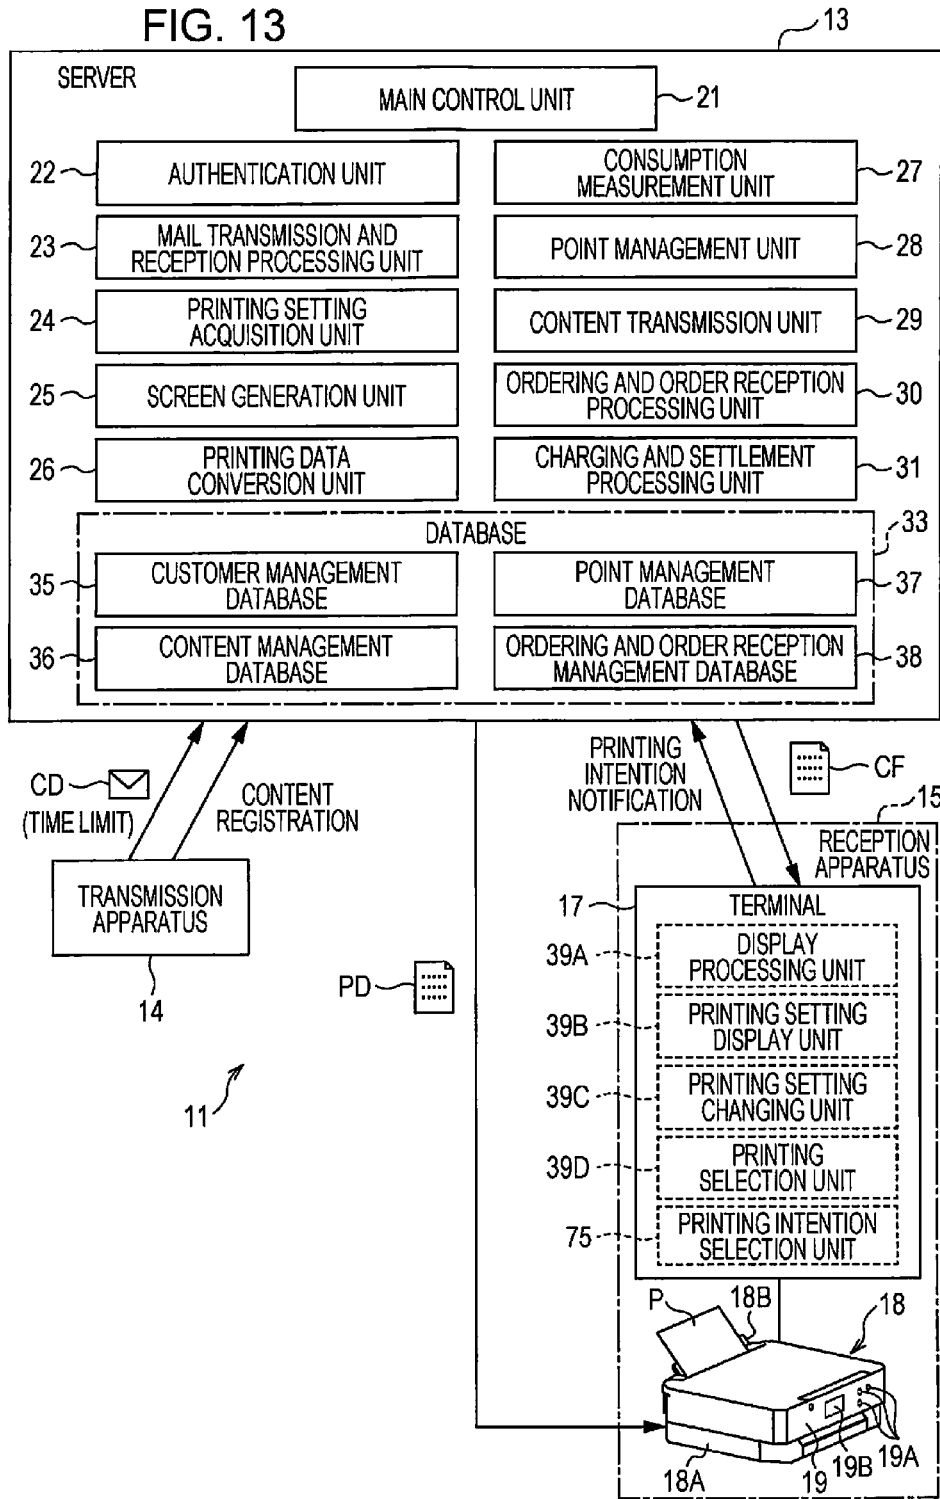 FIG. 13
13
SERVER
MAIN CONTROL UNIT
21
22
AUTHENTICATION UNIT
CONSUMPTION
MEASUREMENT UNIT
27
23
MAIL TRANSMISSION AND
RECEPTION PROCESSING UNIT
POINT MANAGEMENT UNIT
28
24
PRINTING SETTING
ACQUISITION UNIT
CONTENT TRANSMISSION UNIT
29
25
SCREEN GENERATION UNIT
ORDERING AND ORDER RECEPTION
PROCESSING UNIT
30
26
PRINTING DATA
CONVERSION UNIT
CHARGING AND SETTLEMENT
PROCESSING UNIT
31
DATABASE
33
35
CUSTOMER MANAGEMENT
DATABASE
POINT MANAGEMENT
DATABASE
37
36
CONTENT MANAGEMENT
DATABASE
ORDERING AND ORDER RECEPTION
MANAGEMENT DATABASE
38
CD
(TIME LIMIT)
CONTENT
REGISTRATION
PRINTING
INTENTION
NOTIFICATION
CF
15
RECEPTION
APPARATUS
TRANSMISSION
APPARATUS
14
17
TERMINAL
39A
DISPLAY
PROCESSING UNIT
PD
39B
PRINTING SETTING
DISPLAY UNIT
11
39C
PRINTING SETTING
CHANGING UNIT
39D
PRINTING
SELECTION UNIT
75
PRINTING INTENTION
SELECTION UNIT
P
18B
18
18A
19
19B
19A